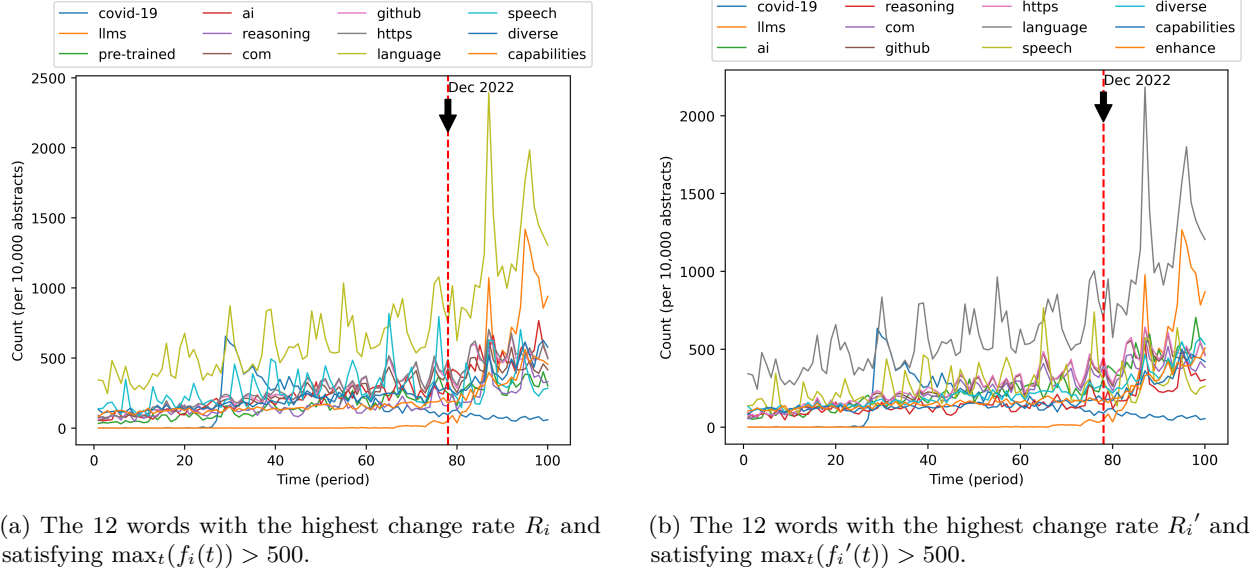 covid-19
llms
pre-trained
ai
reasoning
com
github
https
language
speech
diverse
capabilities
2500
2000
1500
1000
500
0
Count (per 10,000 abstracts)
Dec 2022
0 20 40 60 80 100
Time (period)
(a) The 12 words with the highest change rate Ri and
satisfying maxt(fi(t)) > 500.
covid-19
llms
ai
reasoning
com
github
https
language
speech
diverse
capabilities
enhance
2000
1500
1000
500
0
Count (per 10,000 abstracts)
Dec 2022
0 20 40 60 80 100
Time (period)
(b) The 12 words with the highest change rate Ri′ and
satisfying maxt(fi′(t)) > 500.